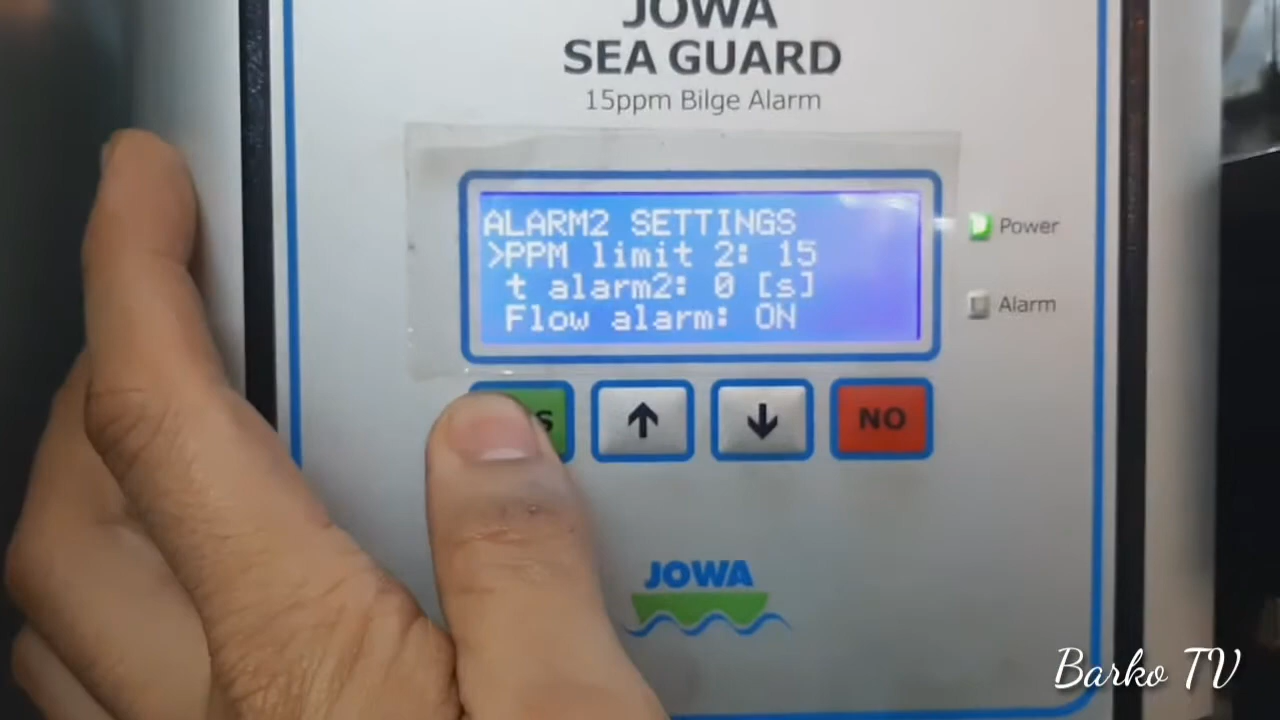 JOWA
SEA GUARD
15ppm Bilge Alarm
ALARM2 SETTINGS
>PPM limit 2: 15
t alarm2: 0 [s]
Flow alarm: ON
Power
Alarm
NO
JOWA
Barko TV